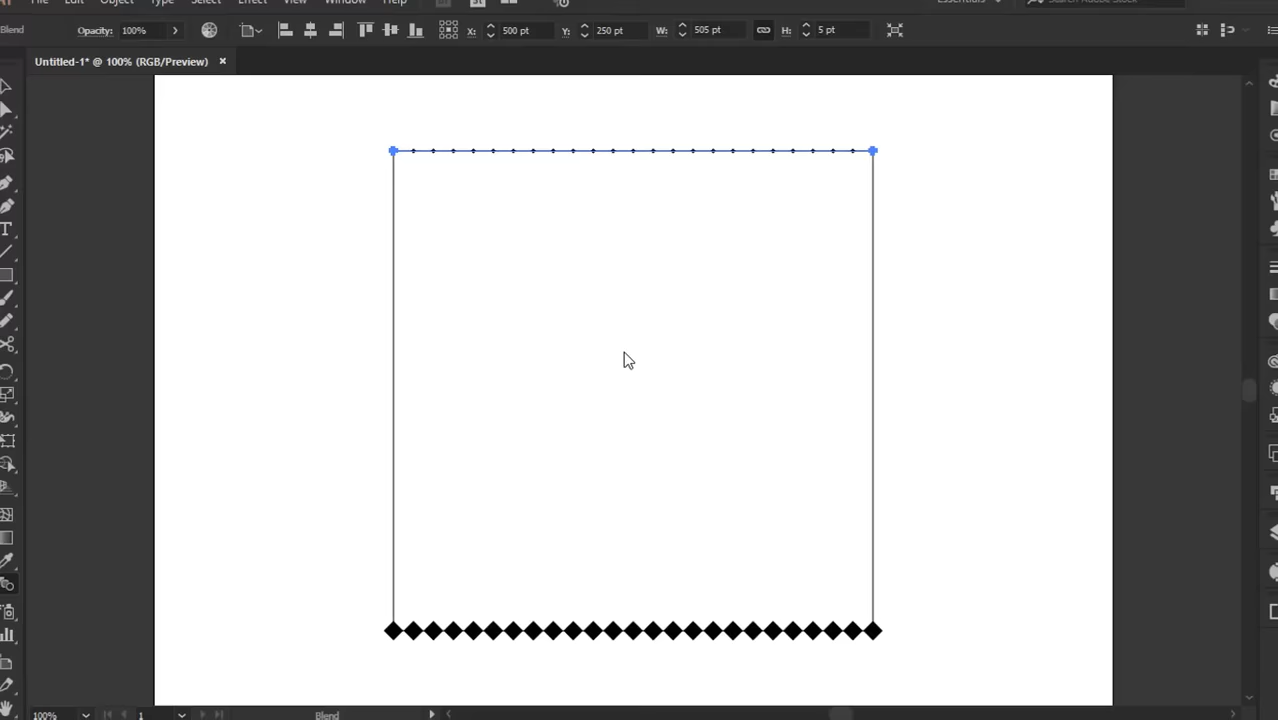 File Edit Object Type Select Effect View Window Help Essentials Search Adobe Stock
Blend Opacity: 100% X: 500 pt Y: 250 pt W: 505 pt H: 5 pt
Untitled-1* @ 100% (RGB/Preview) ×
100% 1 Blend